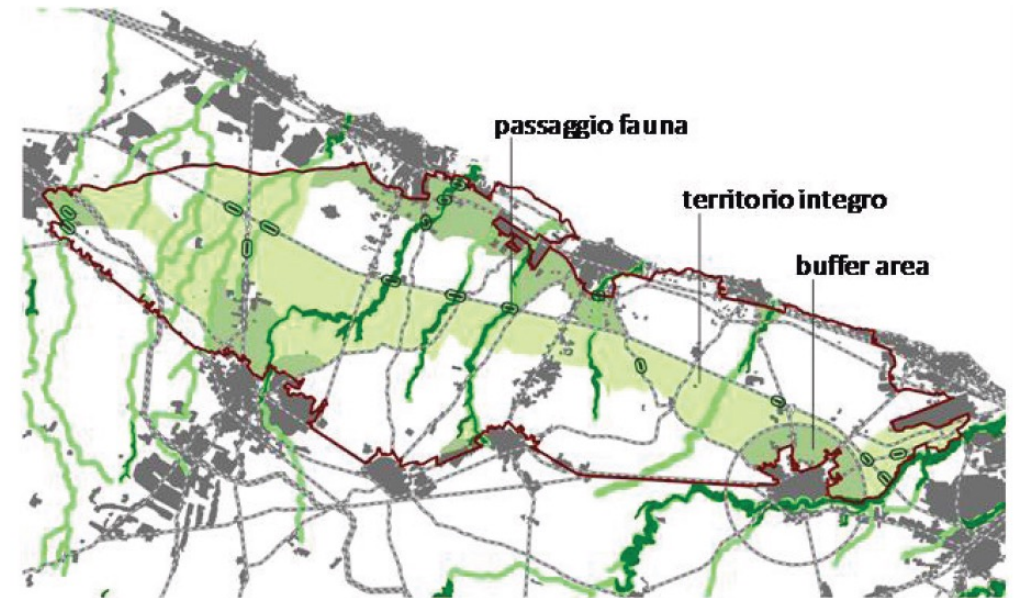 passaggio fauna
territorio integro
buffer area